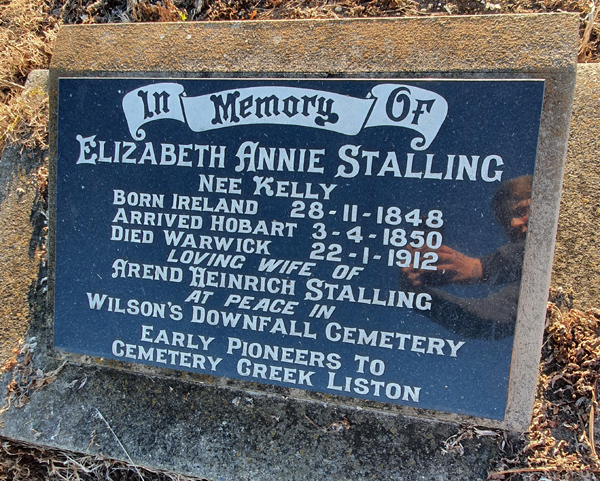 In Memory Of
ELIZABETH ANNIE STALLING
NEE KELLY
BORN IRELAND 28-11-1848
ARRIVED HOBART 3-4-1850
DIED WARWICK 22-1-1912
LOVING WIFE OF
AREND HEINRICH STALLING
AT PEACE IN
WILSON'S DOWNFALL CEMETERY
EARLY PIONEERS TO
CEMETERY CREEK LISTON